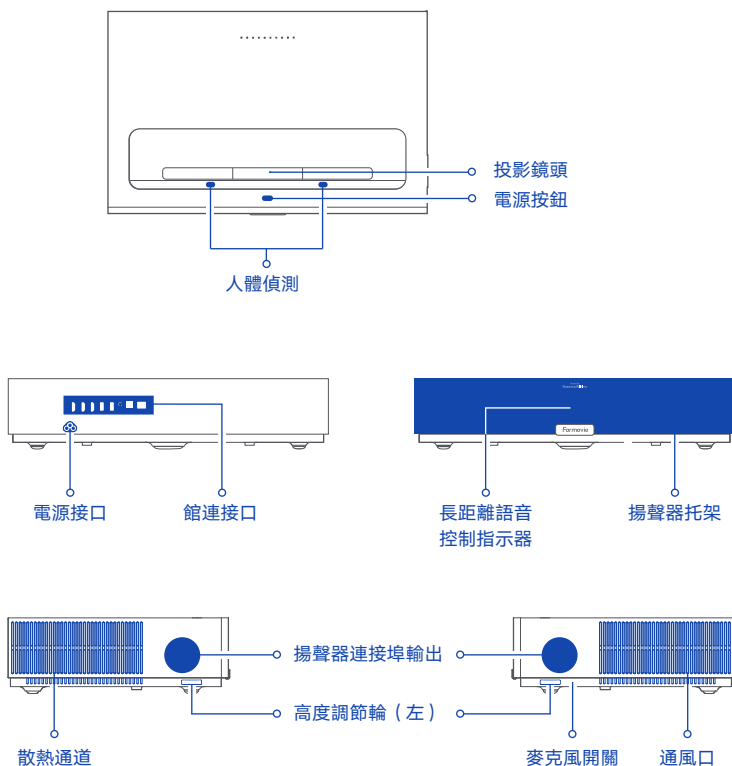 投影鏡頭
電源按鈕
人體偵測
Formovie
電源接口
館連接口
長距離語音
控制指示器
揚聲器托架
揚聲器連接埠輸出
高度調節輪（左）
散熱通道
麥克風開關
通風口